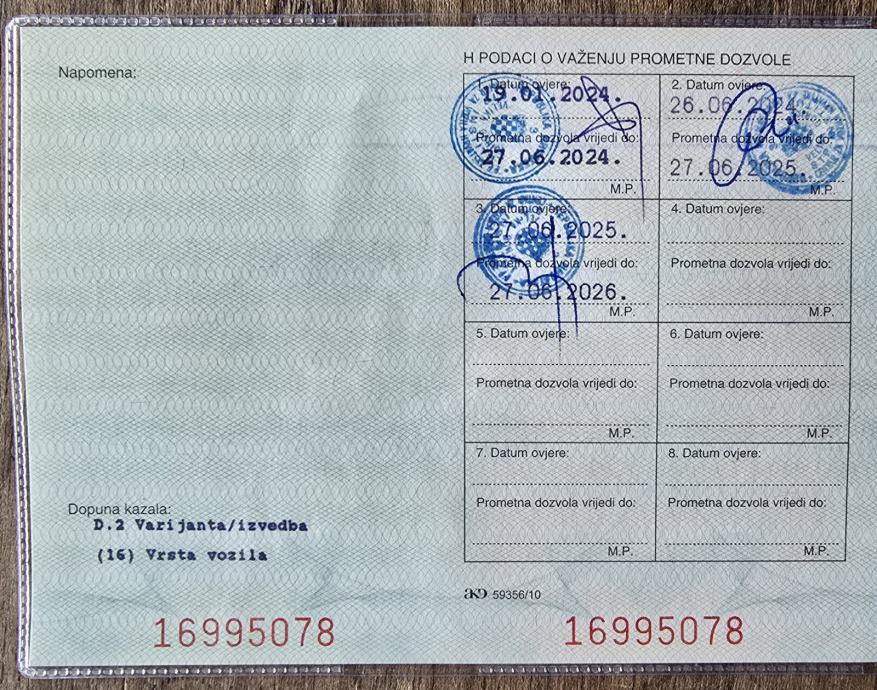 Napomena:
Dopuna kazala:
D.2 Varijanta/izvedba
(16) Vrsta vozila
16995078
H PODACI O VAŽENJU PROMETNE DOZVOLE
1. Datum ovjere:
19.01.2024.
Prometna dozvola vrijedi do:
27.06.2024.
M.P.
2. Datum ovjere:
26.06.2024.
Prometna dozvola vrijedi do:
27.06.2025.
M.P.
3. Datum ovjere:
27.06.2025.
Prometna dozvola vrijedi do:
27.06.2026.
M.P.
4. Datum ovjere:
Prometna dozvola vrijedi do:
M.P.
5. Datum ovjere:
Prometna dozvola vrijedi do:
M.P.
6. Datum ovjere:
Prometna dozvola vrijedi do:
M.P.
7. Datum ovjere:
Prometna dozvola vrijedi do:
M.P.
8. Datum ovjere:
Prometna dozvola vrijedi do:
M.P.
AKD 59356/10
16995078